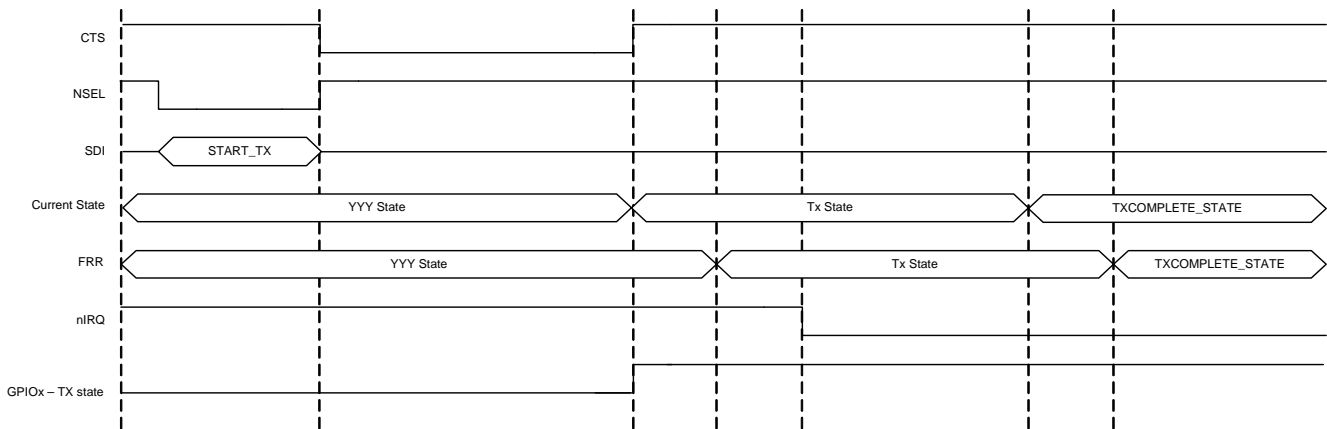 CTS
NSEL
SDI
START_TX
Current State
YYY State
Tx State
TXCOMPLETE_STATE
FRR
YYY State
Tx State
TXCOMPLETE_STATE
nIRQ
GPIOx – TX state